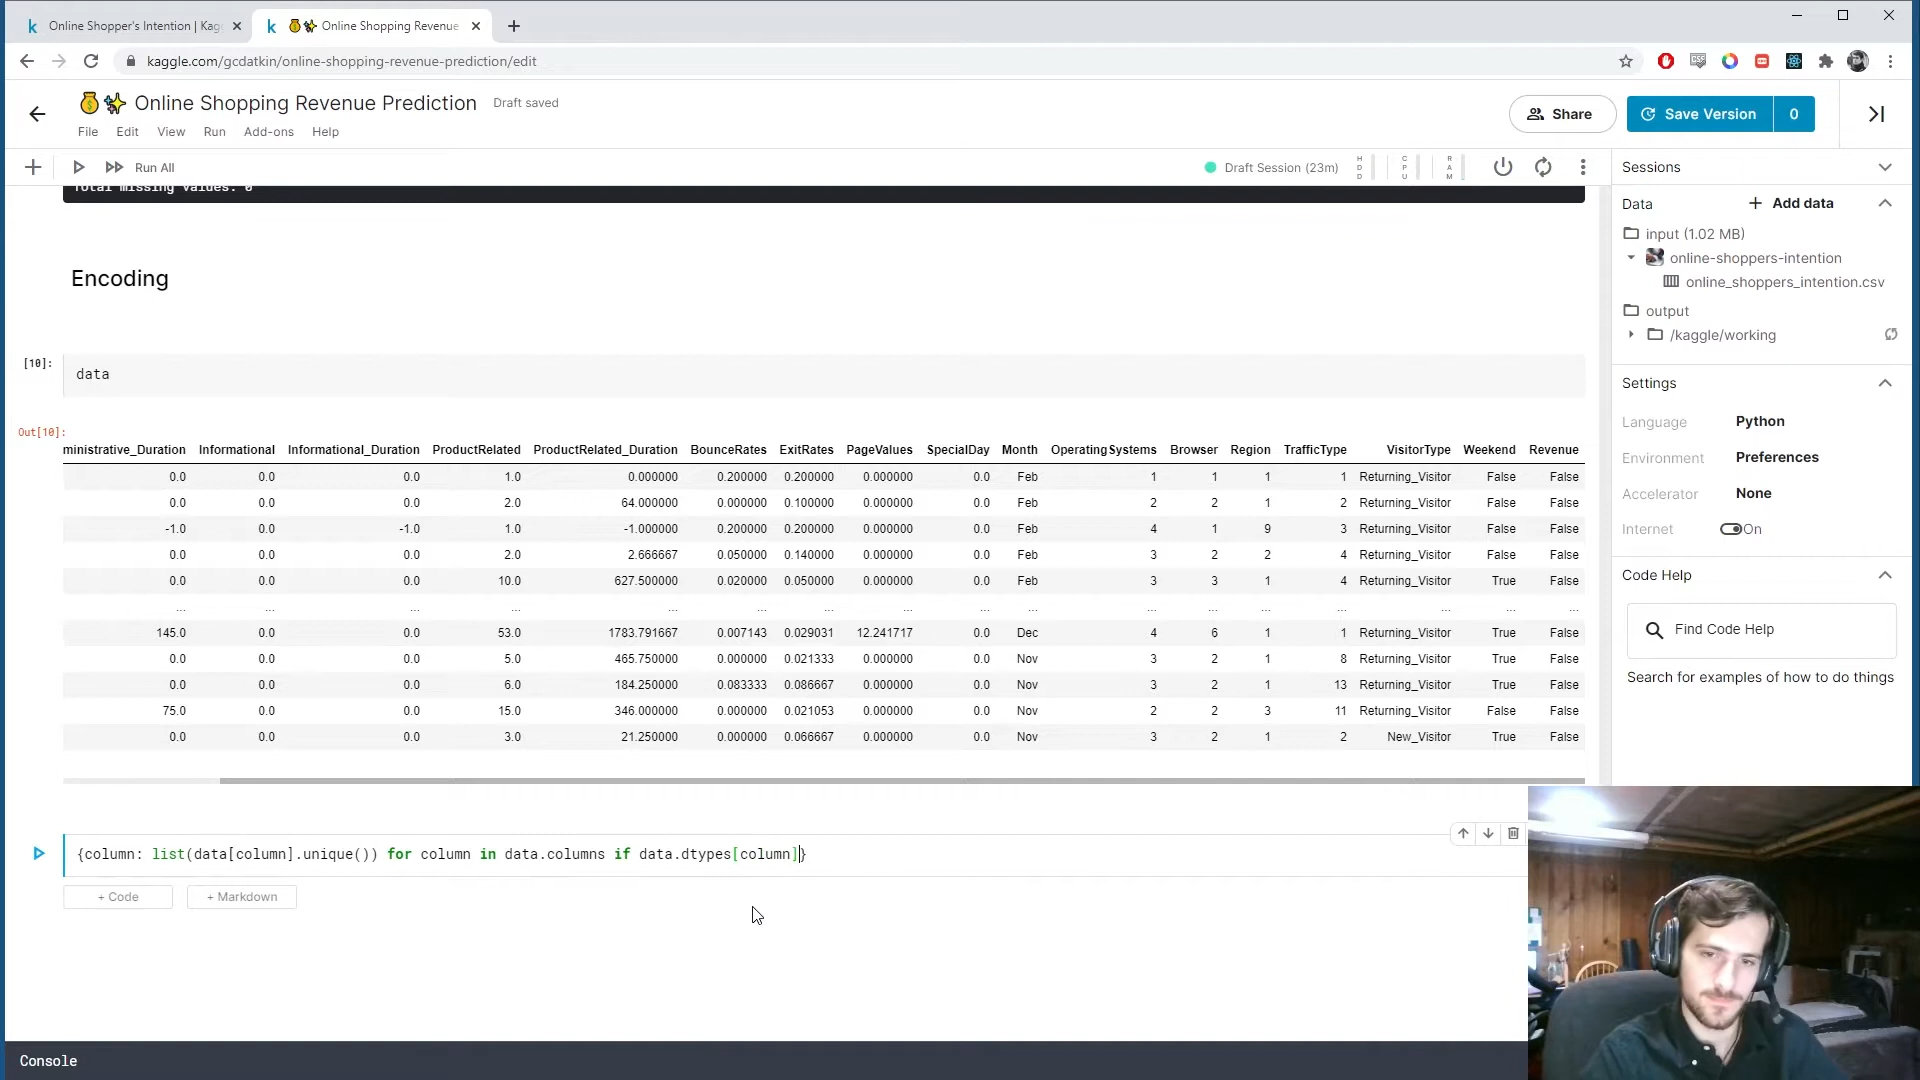 Online Shopper's Intention | Kag
Online Shopping Revenue
kaggle.com/gcdatkin/online-shopping-revenue-prediction/edit
Online Shopping Revenue Prediction
Draft saved
File Edit View Run Add-ons Help
Share
Save Version 0
Run All
Draft Session (23m)
HDD
CPU
RAM
Total missing values: 0
Encoding
[10]:
data
Out[10]:
ministrative_Duration Informational Informational_Duration ProductRelated ProductRelated_Duration BounceRates ExitRates PageValues SpecialDay Month OperatingSystems Browser Region TrafficType VisitorType Weekend Revenue
0.0 0.0 0.0 1.0 0.000000 0.200000 0.200000 0.000000 0.0 Feb 1 1 1 1 Returning_Visitor False False
0.0 0.0 0.0 2.0 64.000000 0.000000 0.100000 0.000000 0.0 Feb 2 2 1 2 Returning_Visitor False False
-1.0 0.0 -1.0 1.0 -1.000000 0.200000 0.200000 0.000000 0.0 Feb 4 1 9 3 Returning_Visitor False False
0.0 0.0 0.0 2.0 2.666667 0.050000 0.140000 0.000000 0.0 Feb 3 2 2 4 Returning_Visitor False False
0.0 0.0 0.0 10.0 627.500000 0.020000 0.050000 0.000000 0.0 Feb 3 3 1 4 Returning_Visitor True False
... ... ... ... ... ... ... ... ... ... ... ... ... ... ... ... ...
145.0 0.0 0.0 53.0 1783.791667 0.007143 0.029031 12.241717 0.0 Dec 4 6 1 1 Returning_Visitor True False
0.0 0.0 0.0 5.0 465.750000 0.000000 0.021333 0.000000 0.0 Nov 3 2 1 8 Returning_Visitor True False
0.0 0.0 0.0 6.0 184.250000 0.083333 0.086667 0.000000 0.0 Nov 3 2 1 13 Returning_Visitor True False
75.0 0.0 0.0 15.0 346.000000 0.000000 0.021053 0.000000 0.0 Nov 2 2 3 11 Returning_Visitor False False
0.0 0.0 0.0 3.0 21.250000 0.000000 0.066667 0.000000 0.0 Nov 3 2 1 2 New_Visitor True False
{column: list(data[column].unique()) for column in data.columns if data.dtypes[column]}
+ Code
+ Markdown
Console
Sessions
Data
+ Add data
input (1.02 MB)
online-shoppers-intention
online_shoppers_intention.csv
output
/kaggle/working
Settings
Language Python
Environment Preferences
Accelerator None
Internet On
Code Help
Find Code Help
Search for examples of how to do things